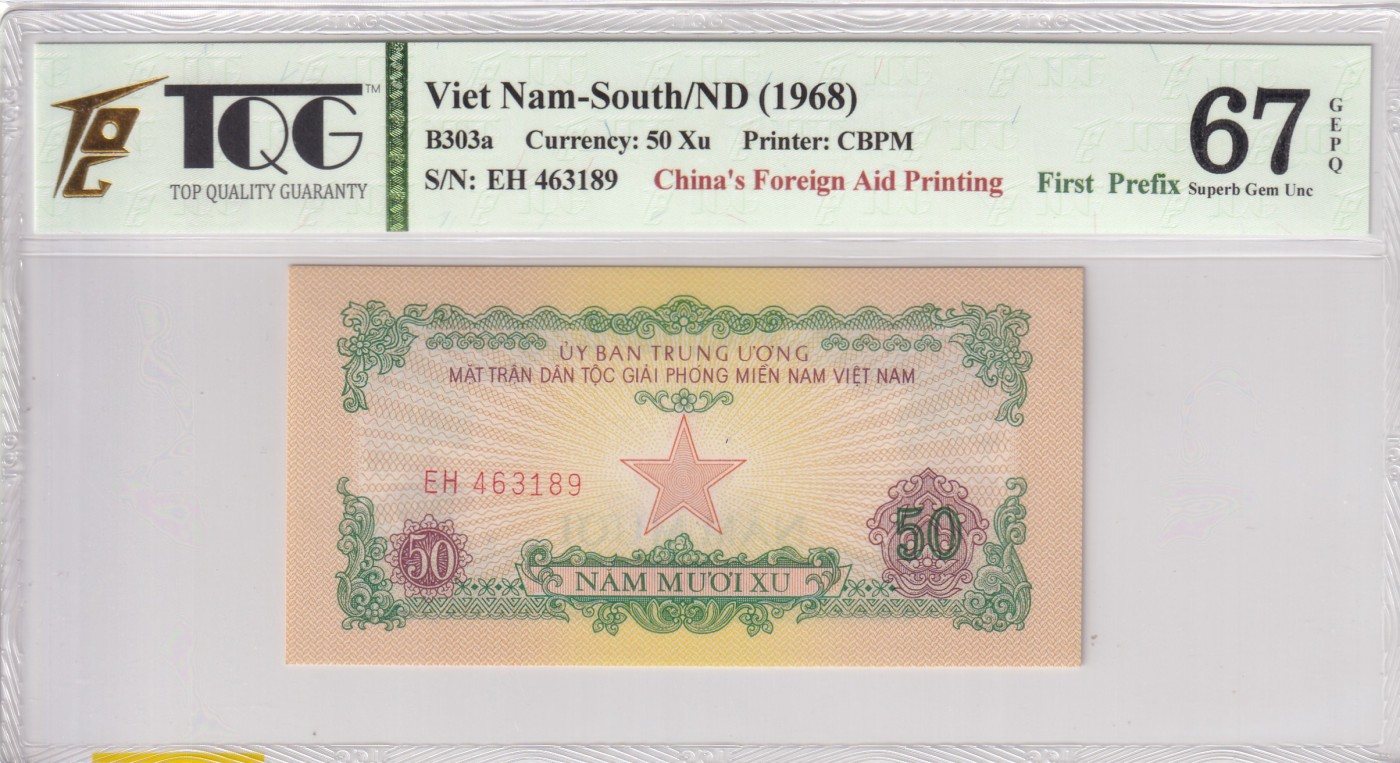 TQG™
TOP QUALITY GUARANTY
Viet Nam-South/ND (1968)
B303a Currency: 50 Xu Printer: CBPM
S/N: EH 463189 China's Foreign Aid Printing First Prefix
67
Superb Gem Unc
GEPQ
ỦY BAN TRUNG ƯƠNG
MẶT TRẬN DÂN TỘC GIẢI PHÓNG MIỀN NAM VIỆT NAM
EH 463189
50
50
NĂM MƯƠI XU